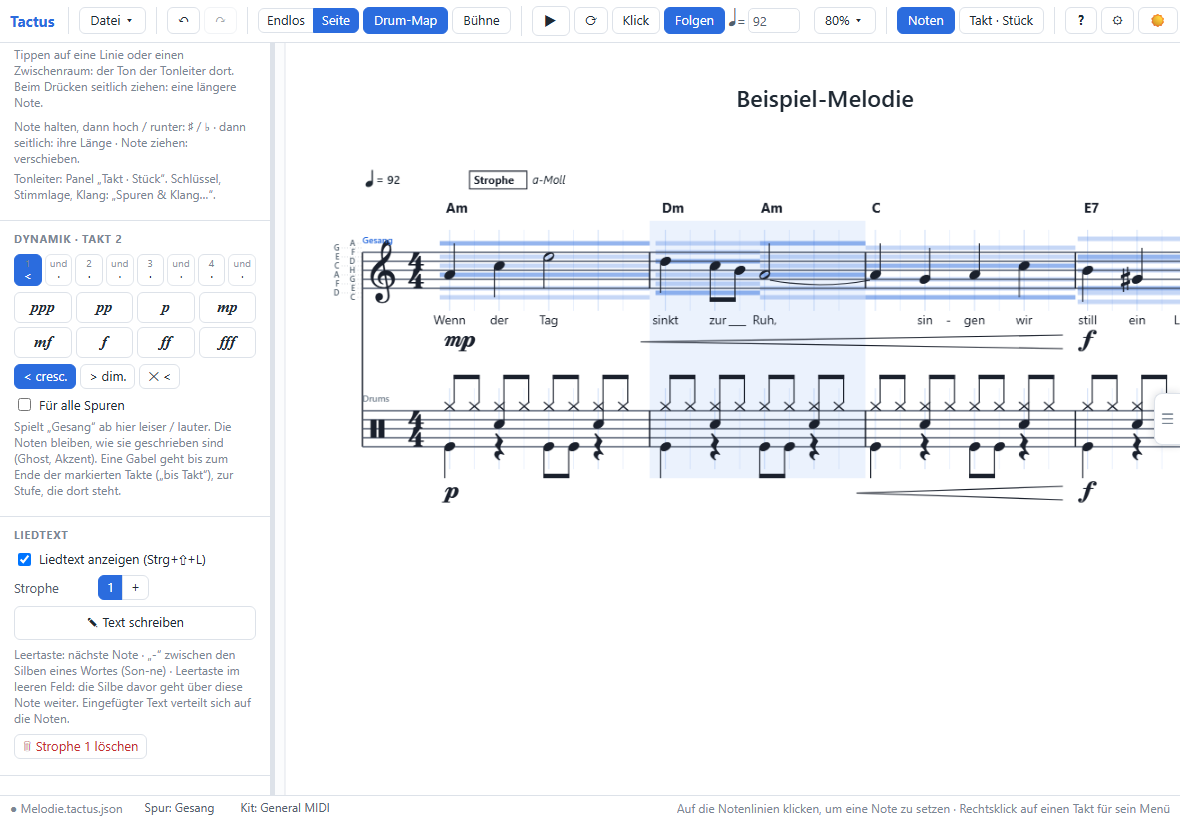 Tactus
Datei
Endlos Seite Drum-Map Bühne
Klick Folgen = 92 80%
Noten Takt · Stück ?
Tippen auf eine Linie oder einen
Zwischenraum: der Ton der Tonleiter dort.
Beim Drücken seitlich ziehen: eine längere
Note.
Note halten, dann hoch / runter: ♯ / ♭ · dann
seitlich: ihre Länge · Note ziehen:
verschieben.
Tonleiter: Panel „Takt · Stück“. Schlüssel,
Stimmlage, Klang: „Spuren & Klang…“.
DYNAMIK · TAKT 2
1 und 2 und 3 und 4 und
< · · · · · · ·
ppp pp p mp
mf f ff fff
< cresc. > dim. ✕ <
Für alle Spuren
Spielt „Gesang“ ab hier leiser / lauter. Die
Noten bleiben, wie sie geschrieben sind
(Ghost, Akzent). Eine Gabel geht bis zum
Ende der markierten Takte („bis Takt“), zur
Stufe, die dort steht.
LIEDTEXT
Liedtext anzeigen (Strg+⇧+L)
Strophe 1 +
Text schreiben
Leertaste: nächste Note · „-“ zwischen den
Silben eines Wortes (Son-ne) · Leertaste im
leeren Feld: die Silbe davor geht über diese
Note weiter. Eingefügter Text verteilt sich auf
die Noten.
Strophe 1 löschen
Beispiel-Melodie
= 92 Strophe a-Moll
Am Dm Am C E7
Gesang
G E C A F D
A F D H G E C
4 4
Wenn der Tag sinkt zur __ Ruh, sin - gen wir still ein L
mp f
Drums
4 4
p f
● Melodie.tactus.json Spur: Gesang Kit: General MIDI
Auf die Notenlinien klicken, um eine Note zu setzen · Rechtsklick auf einen Takt für sein Menü